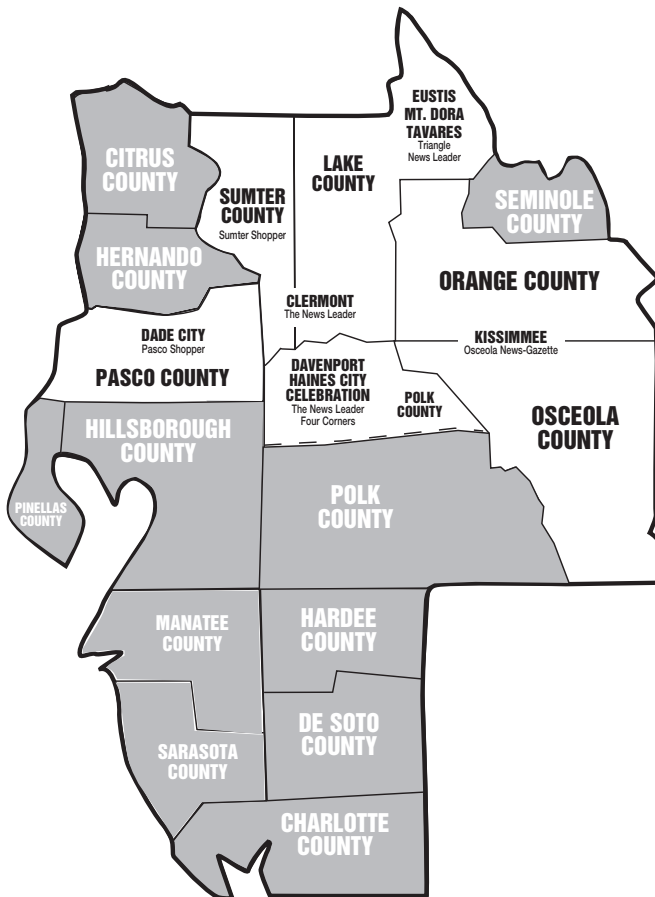 EUSTIS
MT. DORA
TAVARES
Triangle
News Leader
CITRUS
COUNTY
LAKE
COUNTY
SUMTER
COUNTY
Sumter Shopper
SEMINOLE
COUNTY
HERNANDO
COUNTY
ORANGE COUNTY
CLERMONT
The News Leader
DADE CITY
Pasco Shopper
PASCO COUNTY
KISSIMMEE
Osceola News-Gazette
DAVENPORT
HAINES CITY
CELEBRATION
The News Leader
Four Corners
POLK
COUNTY
OSCEOLA
COUNTY
HILLSBOROUGH
COUNTY
PINELLAS
COUNTY
POLK
COUNTY
MANATEE
COUNTY
HARDEE
COUNTY
DE SOTO
COUNTY
SARASOTA
COUNTY
CHARLOTTE
COUNTY